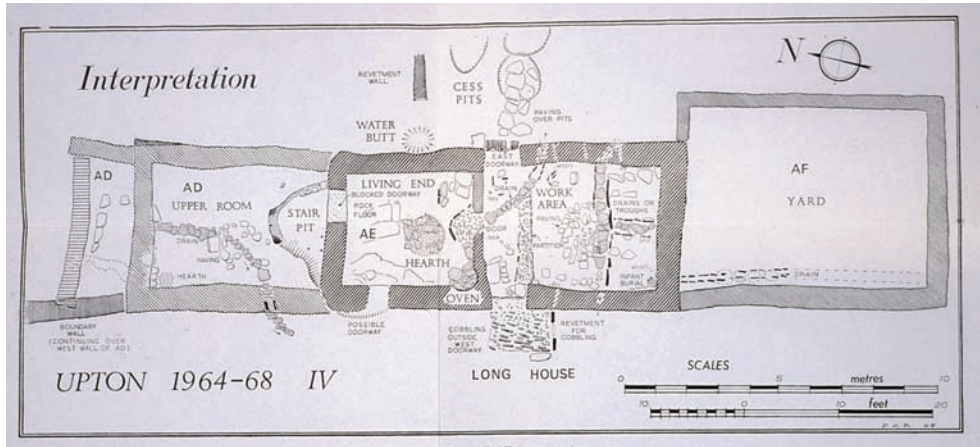 Interpretation
REVETMENT
WALL
CESS
PITS
N
PAVING
OVER PITS
WATER
BUTT
EAST DOORWAY
AD
AD
UPPER ROOM
STAIR
PIT
LIVING END
BLOCKED DOORWAY
ROCK
FLOOR
AE
HEARTH
DRAIN
DOOR
WORK
AREA
PAVING
PARTITION
DRAINS OR
TROUGHS
INFANT
BURIAL
AF
YARD
DRAIN
DRAIN
PAVING
HEARTH
OVEN
BOUNDARY
WALL
(CONTINUING OVER
WEST WALL OF AD)
POSSIBLE
DOORWAY
COBBLING
OUTSIDE
WEST
DOORWAY
REVETMENT
FOR
COBBLING
UPTON 1964-68 IV
LONG HOUSE
SCALES
0 5 metres 10
10 0 10 feet 20